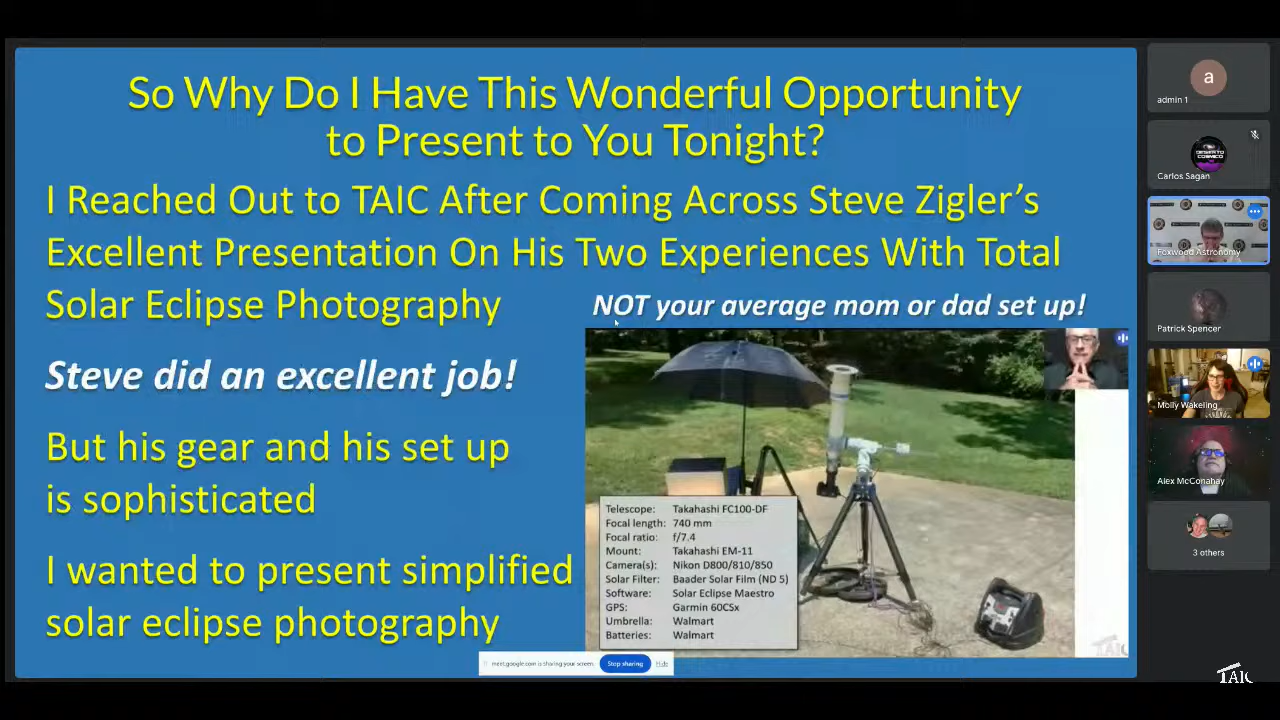 So Why Do I Have This Wonderful Opportunity
to Present to You Tonight?
I Reached Out to TAIC After Coming Across Steve Zigler's
Excellent Presentation On His Two Experiences With Total
Solar Eclipse Photography
NOT your average mom or dad set up!
Steve did an excellent job!
But his gear and his set up
is sophisticated
I wanted to present simplified
solar eclipse photography
Telescope: Takahashi FC100-DF
Focal length: 740 mm
Focal ratio: f/7.4
Mount: Takahashi EM-11
Camera(s): Nikon D800/810/850
Solar Filter: Baader Solar Film (ND 5)
Software: Solar Eclipse Maestro
GPS: Garmin 60CSx
Umbrella: Walmart
Batteries: Walmart
meet.google.com is sharing your screen.
Stop sharing
Hide
a
admin 1
DESIERTO
COSMICO
Carlos Sagan
Foxwood Astronomy
Patrick Spencer
Molly Wakeling
Alex McConahay
3 others
TAIC